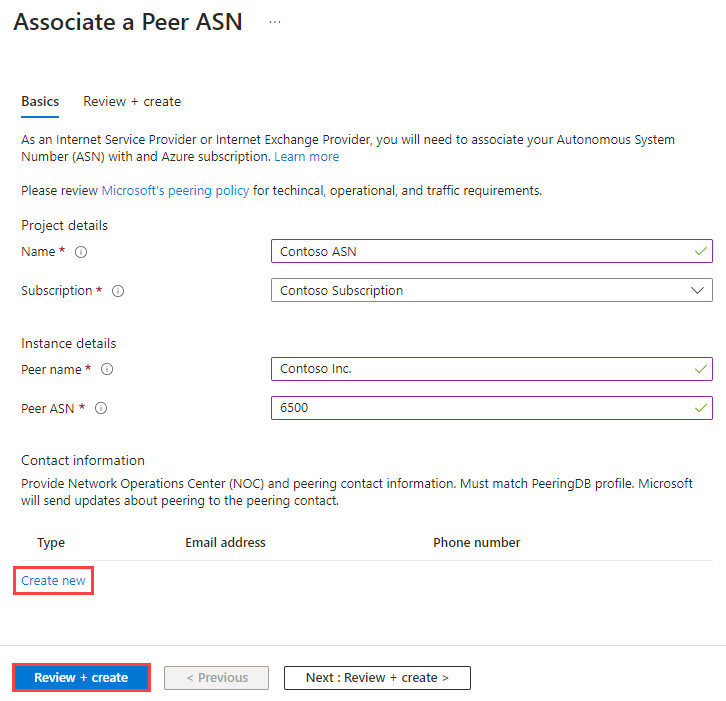 Associate a Peer ASN ...
Basics Review + create
As an Internet Service Provider or Internet Exchange Provider, you will need to associate your Autonomous System
Number (ASN) with and Azure subscription. Learn more
Please review Microsoft's peering policy for techincal, operational, and traffic requirements.
Project details
Name * Contoso ASN
Subscription * Contoso Subscription
Instance details
Peer name * Contoso Inc.
Peer ASN * 6500
Contact information
Provide Network Operations Center (NOC) and peering contact information. Must match PeeringDB profile. Microsoft
will send updates about peering to the peering contact.
Type Email address Phone number
Create new
Review + create < Previous Next : Review + create >